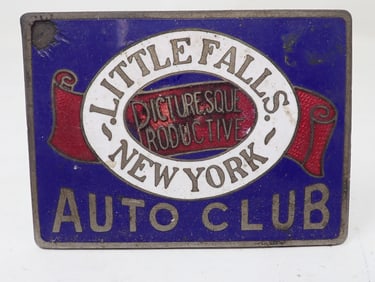 ·LITTLE FALLS.·
PICTURESQUE
PRODUCTIVE
NEW YORK
AUTO CLUB